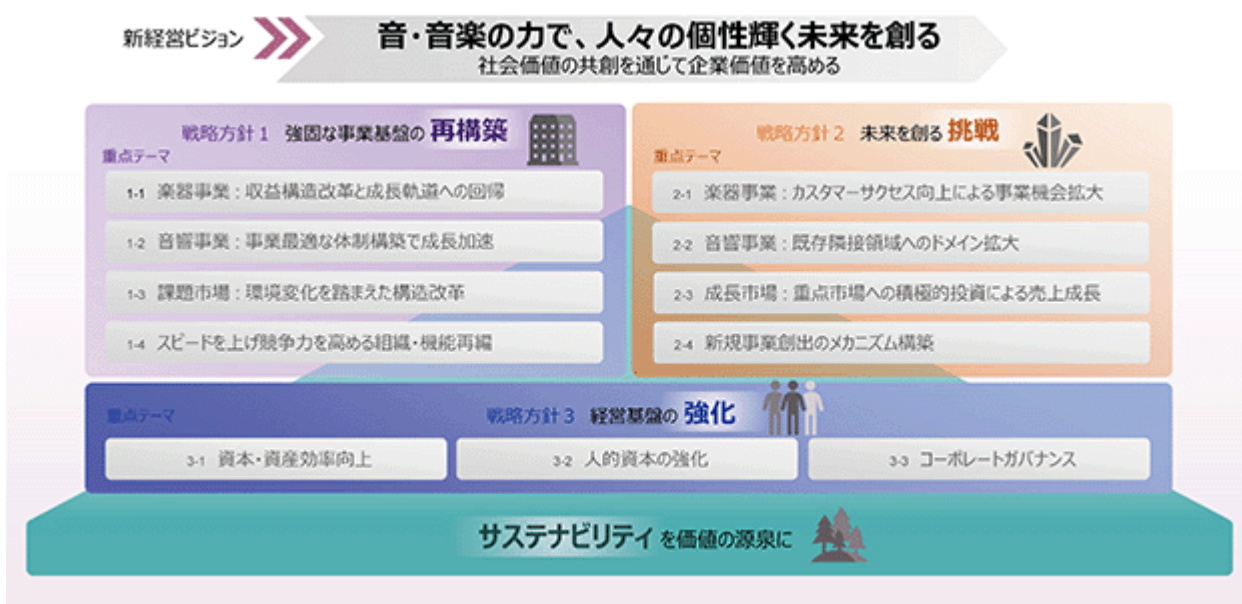 新経営ビジョン
音・音楽の力で、人々の個性輝く未来を創る
社会価値の共創を通じて企業価値を高める
戦略方針1 強固な事業基盤の再構築
重点テーマ
1-1 楽器事業：収益構造改革と成長軌道への回帰
1-2 音響事業：事業最適な体制構築で成長加速
1-3 課題市場：環境変化を踏まえた構造改革
1-4 スピードを上げ競争力を高める組織・機能再編
戦略方針2 未来を創る挑戦
重点テーマ
2-1 楽器事業：カスタマーサクセス向上による事業機会拡大
2-2 音響事業：既存隣接領域へのドメイン拡大
2-3 成長市場：重点市場への積極的投資による売上成長
2-4 新規事業創出のメカニズム構築
重点テーマ
戦略方針3 経営基盤の強化
3-1 資本・資産効率向上
3-2 人的資本の強化
3-3 コーポレートガバナンス
サステナビリティを価値の源泉に